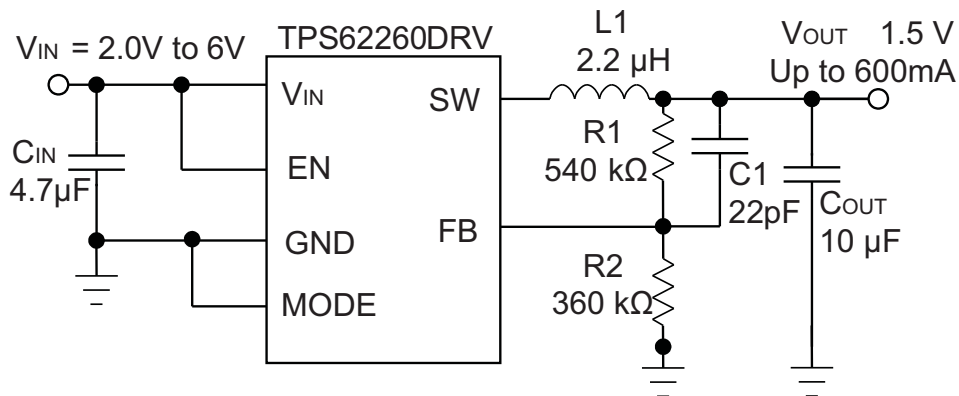 VIN = 2.0V to 6V
TPS62260DRV
L1
2.2 µH
VOUT 1.5 V
Up to 600mA
VIN
SW
CIN
4.7µF
EN
R1
540 kΩ
C1
22pF
COUT
10 µF
GND
FB
MODE
R2
360 kΩ